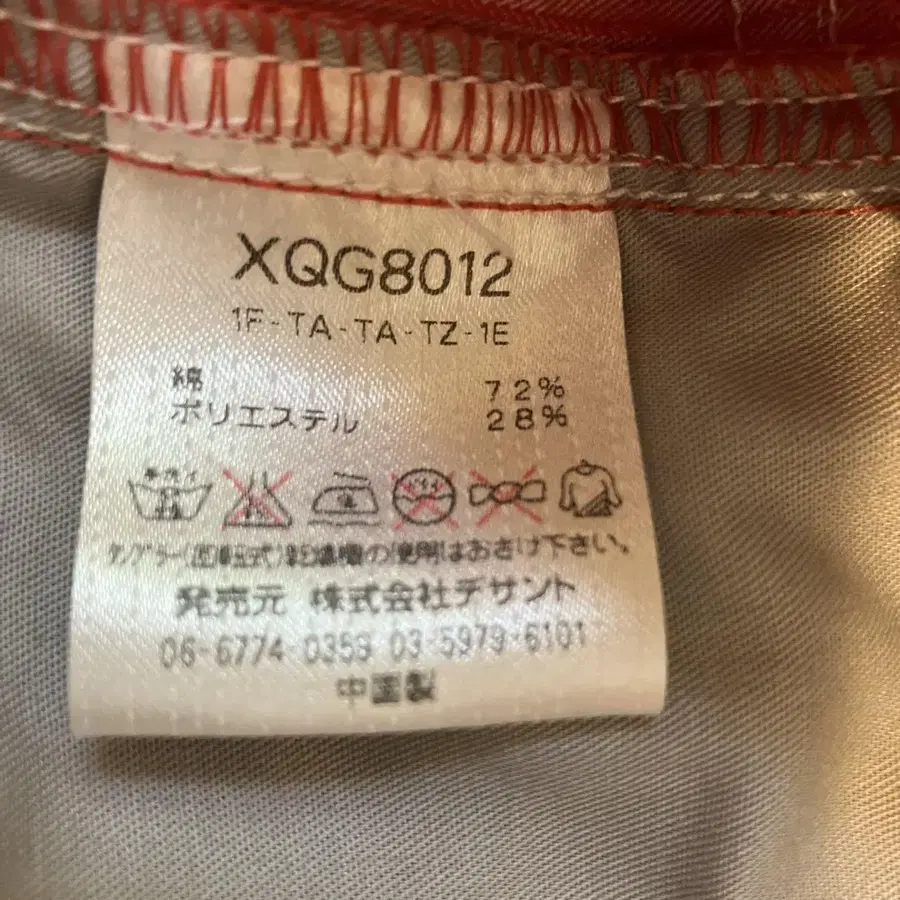 XQG8012
1F-TA-TA-TZ-1E
綿 72%
ポリエステル 28%
タンブラー(回転式)乾燥機の使用はおさけ下さい。
発売元 株式会社デサント
06-6774 0359 03-5979-6101
中国製